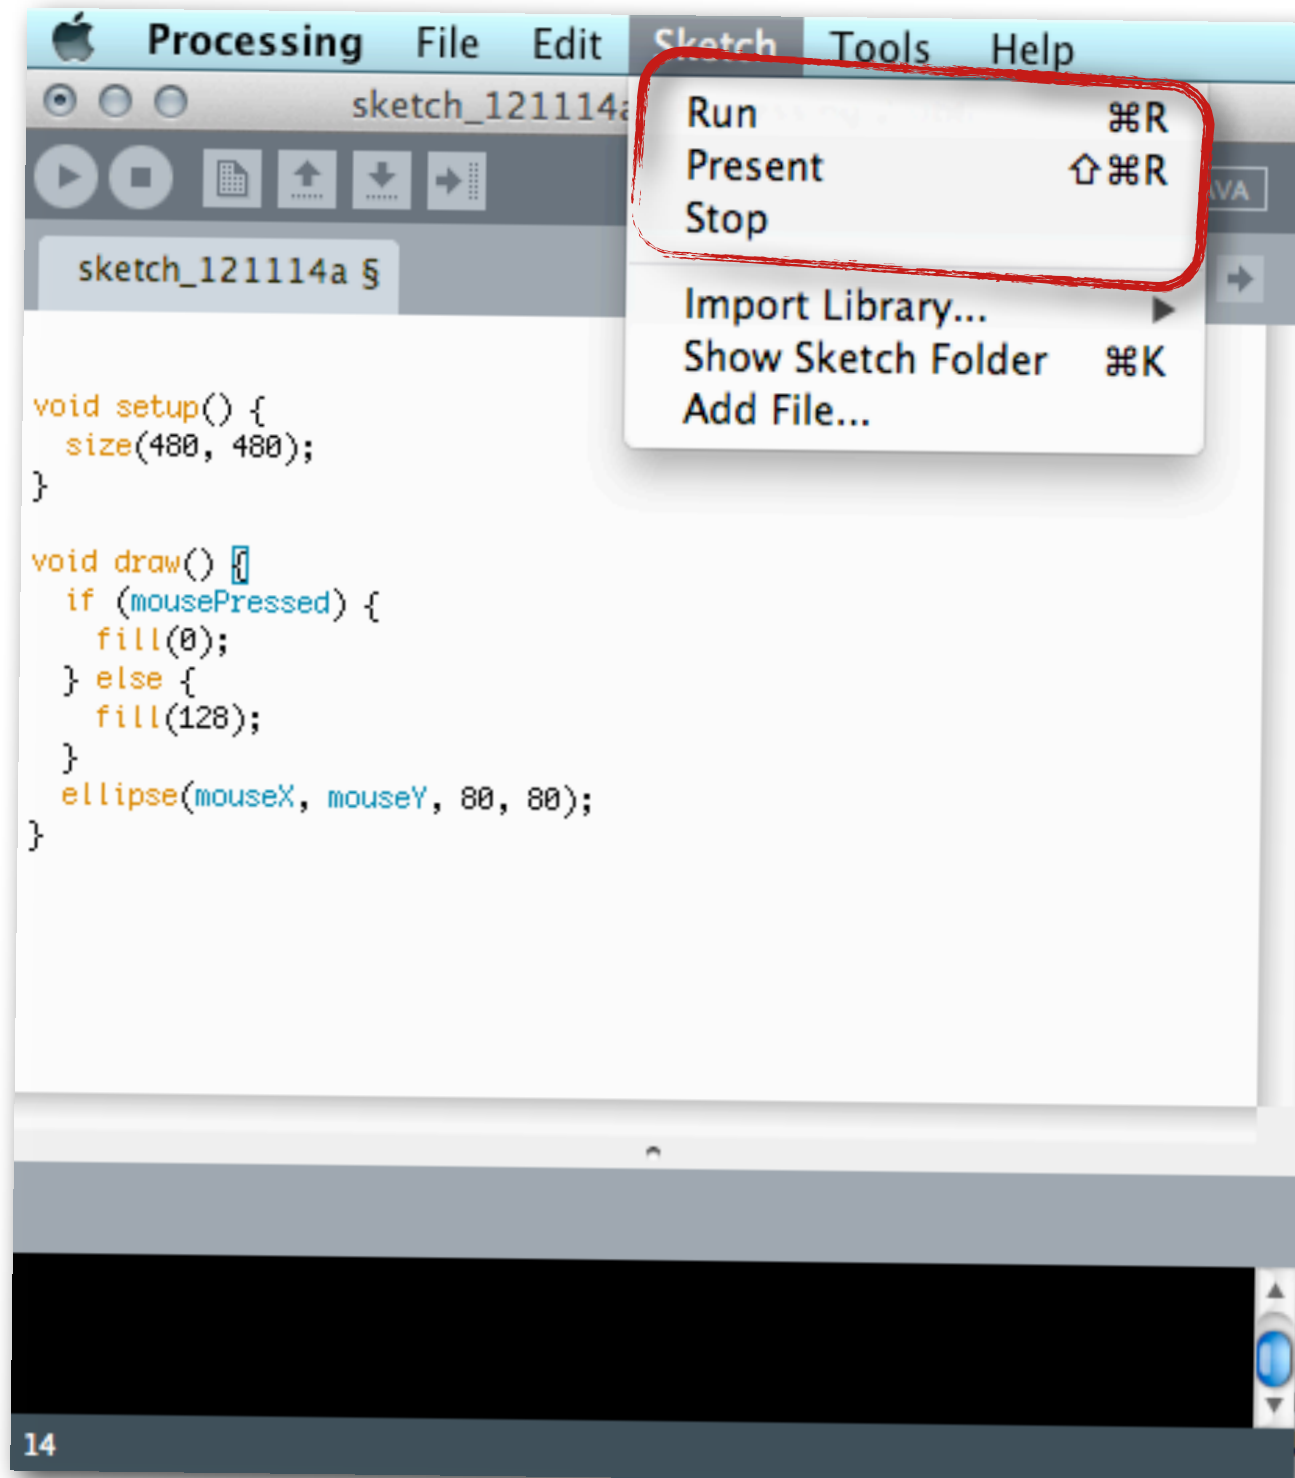 Processing File Edit Sketch Tools Help
sketch_121114a
Run ⌘R
Present ⇧⌘R
Stop
Import Library...
Show Sketch Folder ⌘K
Add File...
sketch_121114a §
void setup() {
  size(480, 480);
}
void draw() {
  if (mousePressed) {
    fill(0);
  } else {
    fill(128);
  }
  ellipse(mouseX, mouseY, 80, 80);
}
14